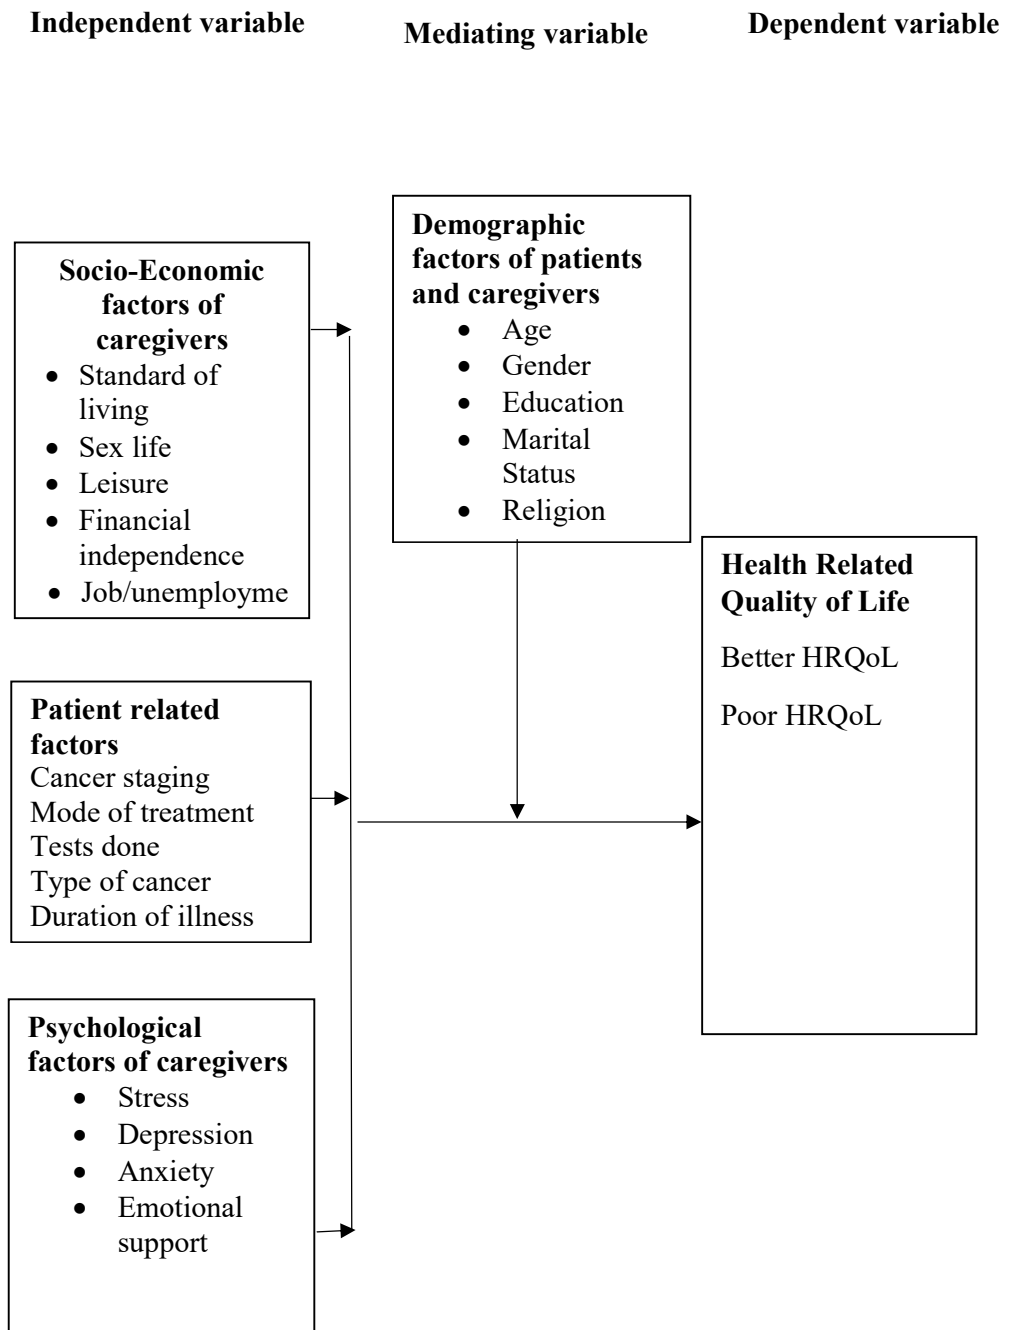 Independent variable
Mediating variable
Dependent variable
Socio-Economic
factors of
caregivers
• Standard of
living
• Sex life
• Leisure
• Financial
independence
• Job/unemployme
Demographic
factors of patients
and caregivers
• Age
• Gender
• Education
• Marital
Status
• Religion
Health Related
Quality of Life
Better HRQoL
Poor HRQoL
Patient related
factors
Cancer staging
Mode of treatment
Tests done
Type of cancer
Duration of illness
Psychological
factors of caregivers
• Stress
• Depression
• Anxiety
• Emotional
support